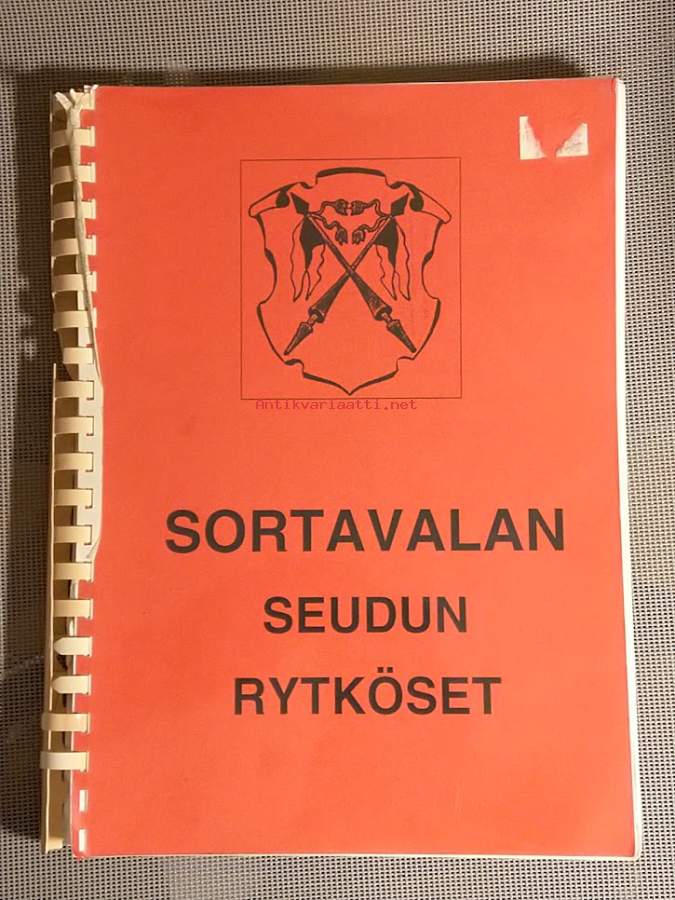 Antikvariaatti.net
SORTAVALAN
SEUDUN
RYTKÖSET